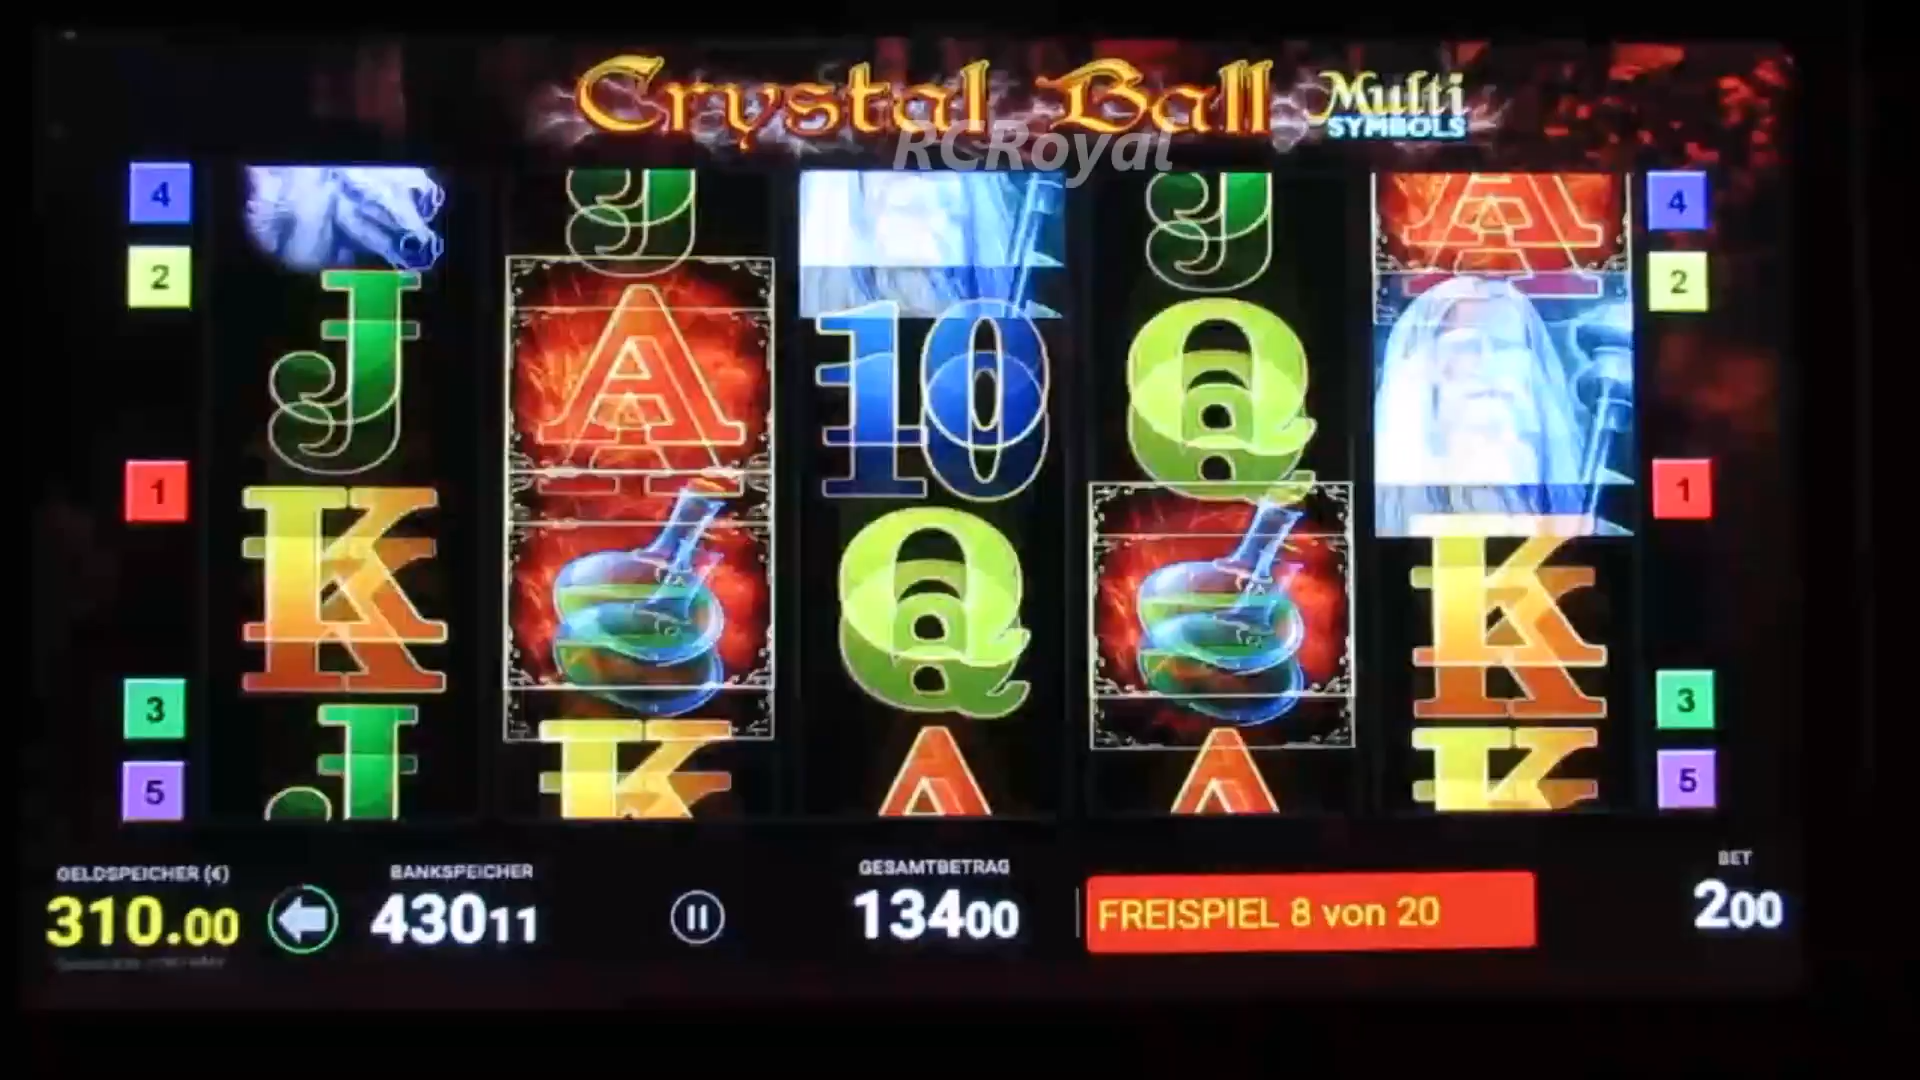 Crystal Ball Multi
SYMBOLS
RCRoyal
4 J J A 4
2 J A 10 Q 2
1 K Q K 1
3 3
5 J K A A K 5
GELDSPEICHER (€) BANKSPEICHER GESAMTBETRAG BET
310.00 43011 13400 FREISPIEL 8 von 20 200